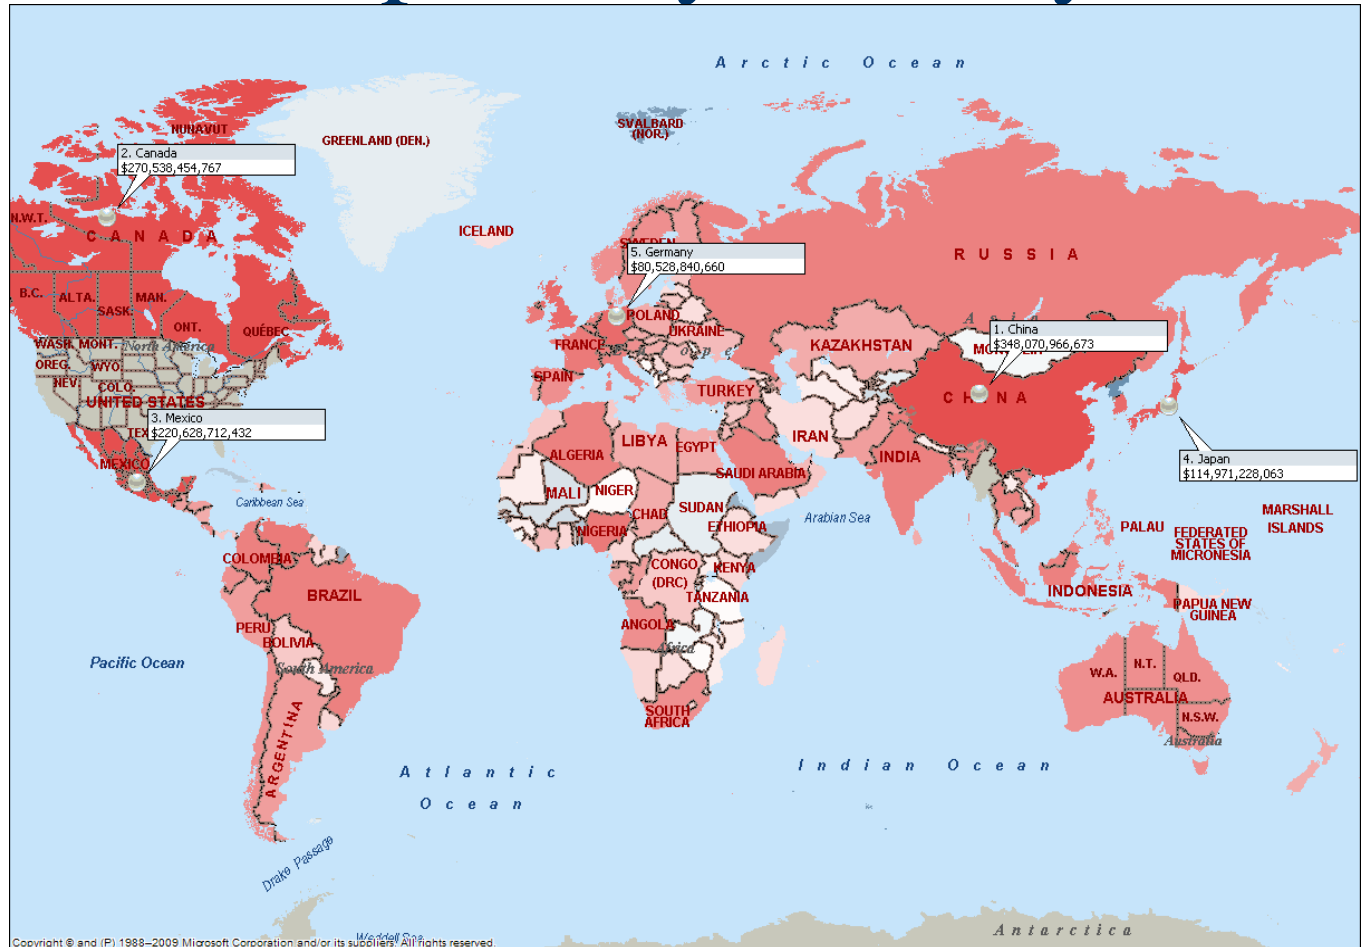 Arctic Ocean
NUNAVUT
GREENLAND (DEN.)
SVALBARD
(NOR.)
2. Canada
$270,538,454,767
N.W.T.
CANADA
ICELAND
SWEDEN
5. Germany
$80,528,840,660
RUSSIA
B.C.
ALTA.
SASK.
MAN.
ONT.
QUÉBEC
POLAND
UKRAINE
FRANCE
Asia
1. China
$348,070,966,673
KAZAKHSTAN
WASH.
MONT.
North America
OREG.
WYO.
NEV.
COLO.
UNITED STATES
SPAIN
TURKEY
CHINA
3. Mexico
$220,628,712,432
MEXICO
4. Japan
$114,971,228,063
ALGERIA
LIBYA
EGYPT
IRAN
SAUDI ARABIA
INDIA
MALI
NIGER
CHAD
SUDAN
NIGERIA
ETHIOPIA
Caribbean Sea
Arabian Sea
PALAU
FEDERATED
STATES OF
MICRONESIA
MARSHALL
ISLANDS
COLOMBIA
BRAZIL
PERU
BOLIVIA
South America
CONGO
(DRC)
KENYA
TANZANIA
ANGOLA
Africa
INDONESIA
PAPUA NEW
GUINEA
Pacific Ocean
ARGENTINA
SOUTH
AFRICA
W.A.
N.T.
QLD.
AUSTRALIA
N.S.W.
Australia
Atlantic
Ocean
Indian Ocean
Drake Passage
Weddell Sea
Antarctica
Copyright © and (P) 1988–2009 Microsoft Corporation and/or its suppliers. All rights reserved.